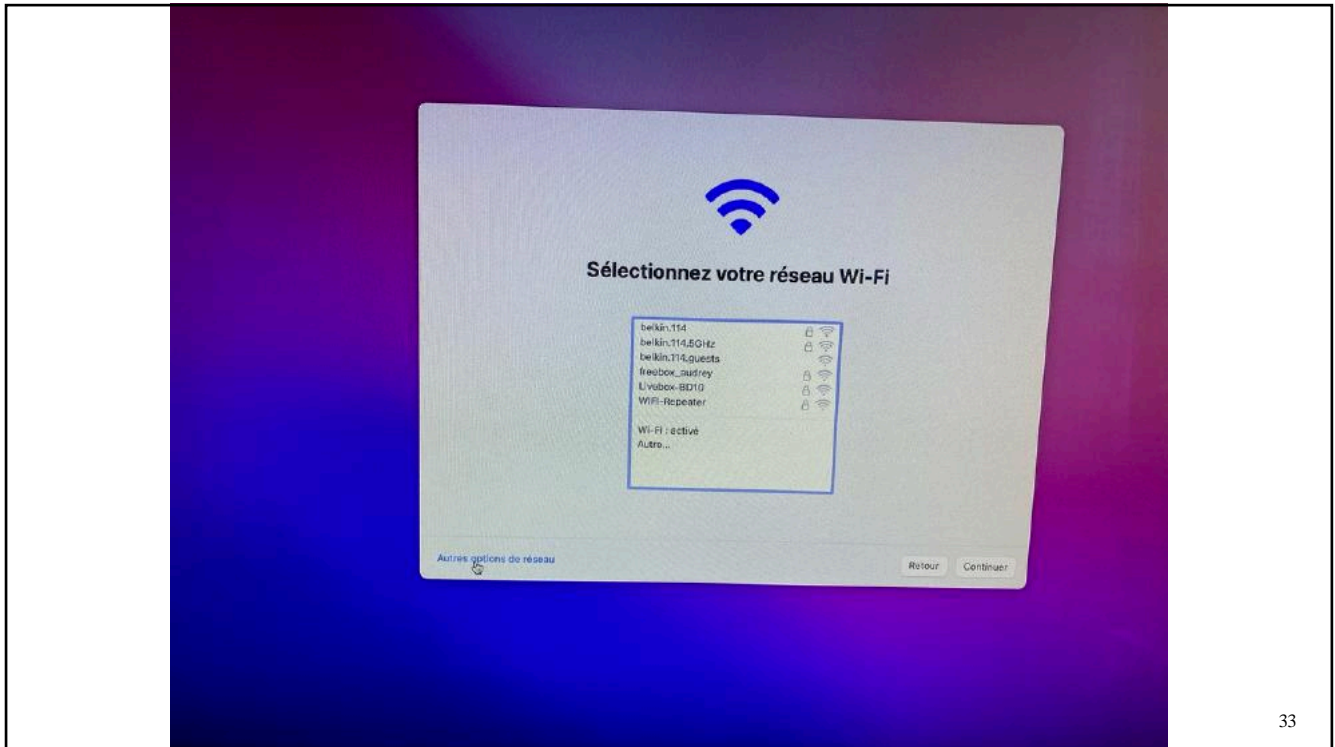 Sélectionnez votre réseau Wi-Fi
belkin.114
belkin.114.5GHz
belkin.114.guests
freebox_audrey
Livebox-BD10
WIFI-Repeater
Wi-Fi : activé
Autre...
Autres options de réseau
Retour Continuer
33